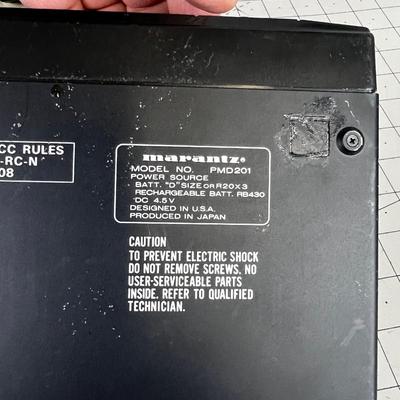 CC RULES
-RC-N
08
marantz
MODEL NO. PMD201
POWER SOURCE
BATT. "D" SIZE OR R20 X 3
RECHARGEABLE BATT. RB430
DC 4.5V
DESIGNED IN U.S.A.
PRODUCED IN JAPAN
CAUTION
TO PREVENT ELECTRIC SHOCK
DO NOT REMOVE SCREWS. NO
USER-SERVICEABLE PARTS
INSIDE. REFER TO QUALIFIED
TECHNICIAN.